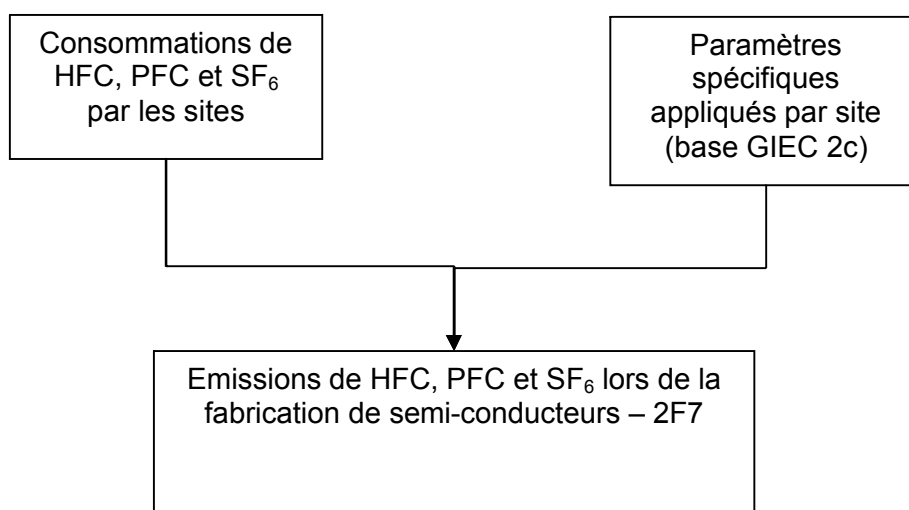 Consommations de
HFC, PFC et SF₆
par les sites
Paramètres
spécifiques
appliqués par site
(base GIEC 2c)
Emissions de HFC, PFC et SF₆ lors de la
fabrication de semi-conducteurs – 2F7